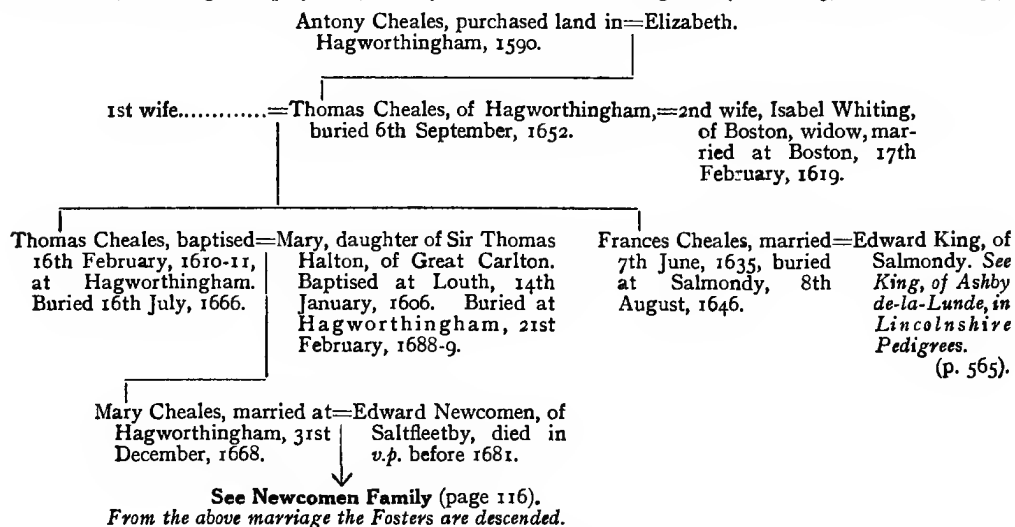 Antony Cheales, purchased land in=Elizabeth.
Hagworthingham, 1590.
1st wife.............=Thomas Cheales, of Hagworthingham,=2nd wife, Isabel Whiting,
buried 6th September, 1652.
of Boston, widow, mar-
ried at Boston, 17th
February, 1619.
Thomas Cheales, baptised=Mary, daughter of Sir Thomas
16th February, 1610-11,
at Hagworthingham.
Buried 16th July, 1666.
Halton, of Great Carlton.
Baptised at Louth, 14th
January, 1606. Buried at
Hagworthingham, 21st
February, 1688-9.
Frances Cheales, married=Edward King, of
7th June, 1635, buried
at Salmondy, 8th
August, 1646.
Salmondy. See
King, of Ashby
de-la-Lunde, in
Lincolnshire
Pedigrees.
(p. 565).
Mary Cheales, married at=Edward Newcomen, of
Hagworthingham, 31st
December, 1668.
Saltfleetby, died in
v.p. before 1681.
See Newcomen Family (page 116).
From the above marriage the Fosters are descended.